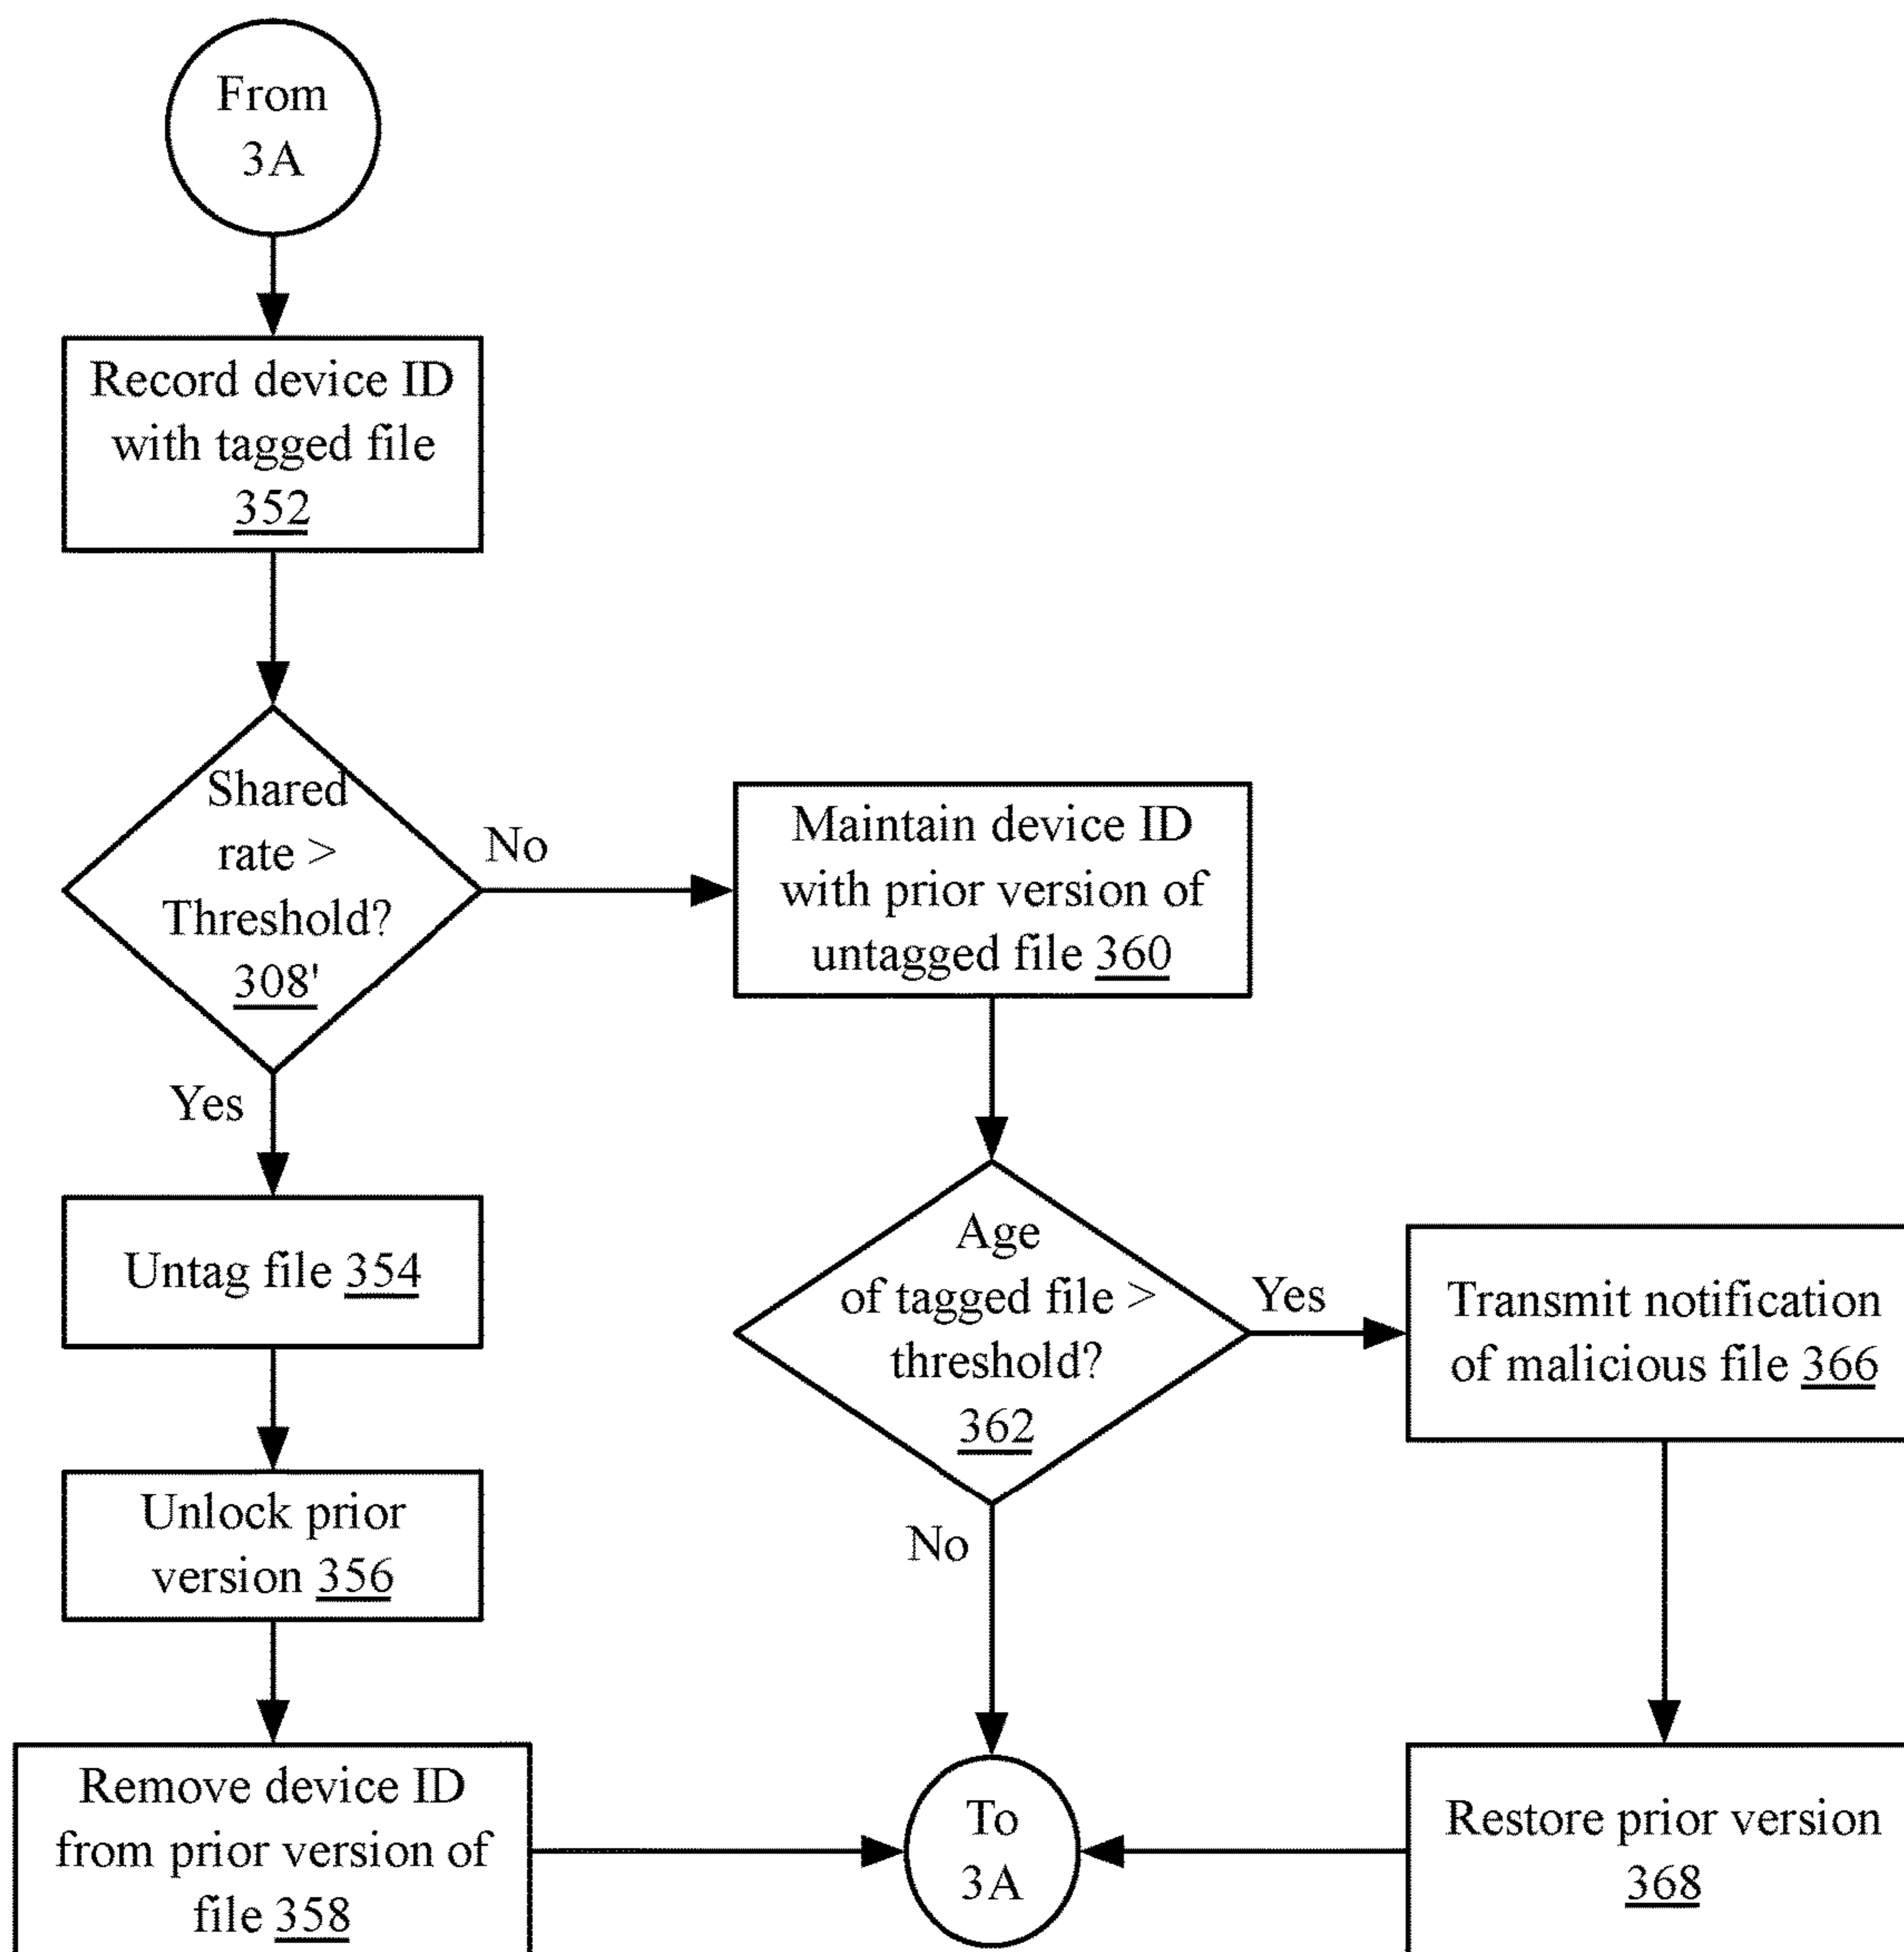 From
3A
Record device ID
with tagged file
352
Shared
rate >
Threshold?
308'
No
Maintain device ID
with prior version of
untagged file 360
Yes
Untag file 354
Age
of tagged file >
threshold?
362
Yes
Transmit notification
of malicious file 366
Unlock prior
version 356
No
Remove device ID
from prior version of
file 358
To
3A
Restore prior version
368